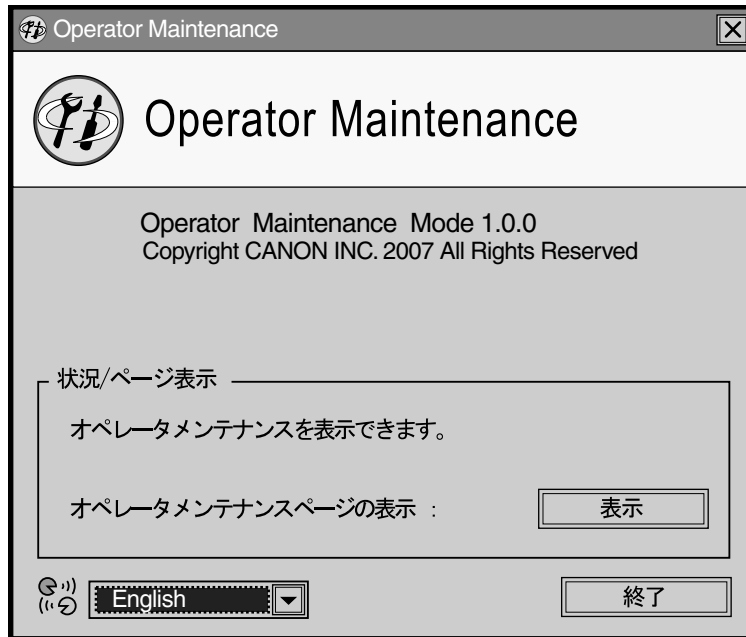 Operator Maintenance
Operator Maintenance
Operator Maintenance Mode 1.0.0
Copyright CANON INC. 2007 All Rights Reserved
状況/ページ表示
オペレータメンテナンスを表示できます。
オペレータメンテナンスページの表示 : 表示
English 終了